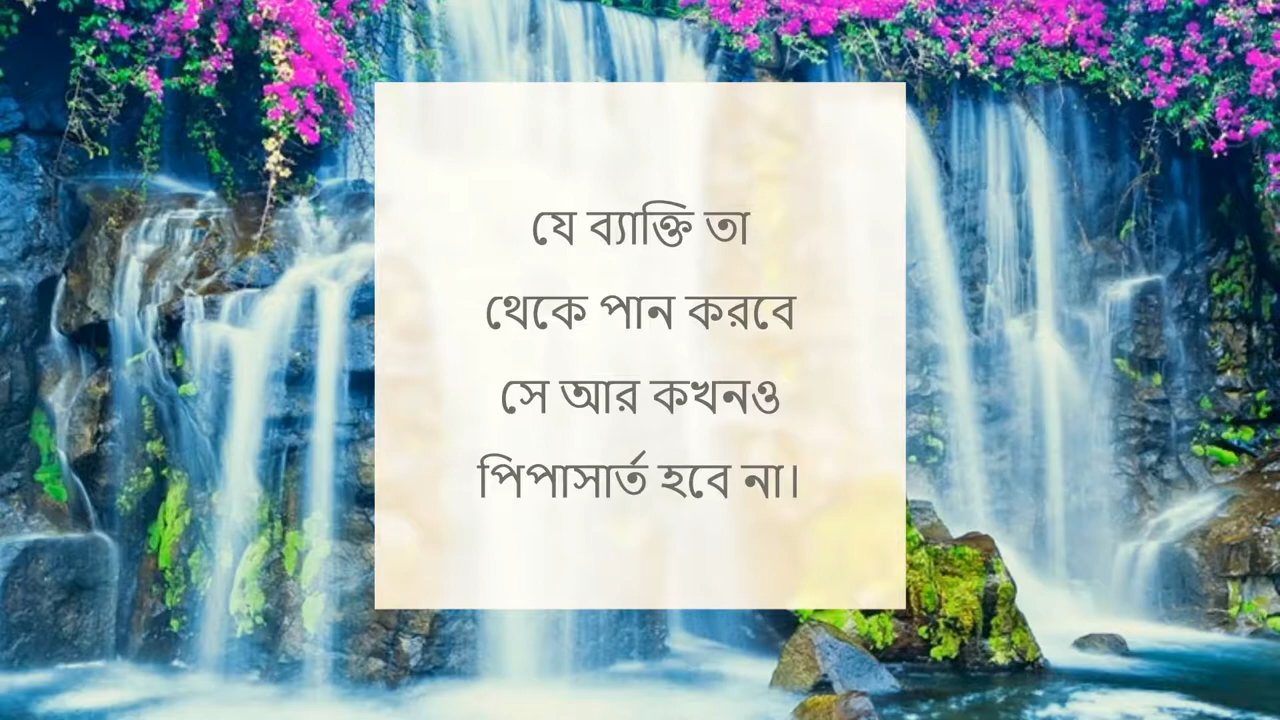 যে ব্যাক্তি তা
থেকে পান করবে
সে আর কখনও
পিপাসার্ত হবে না।